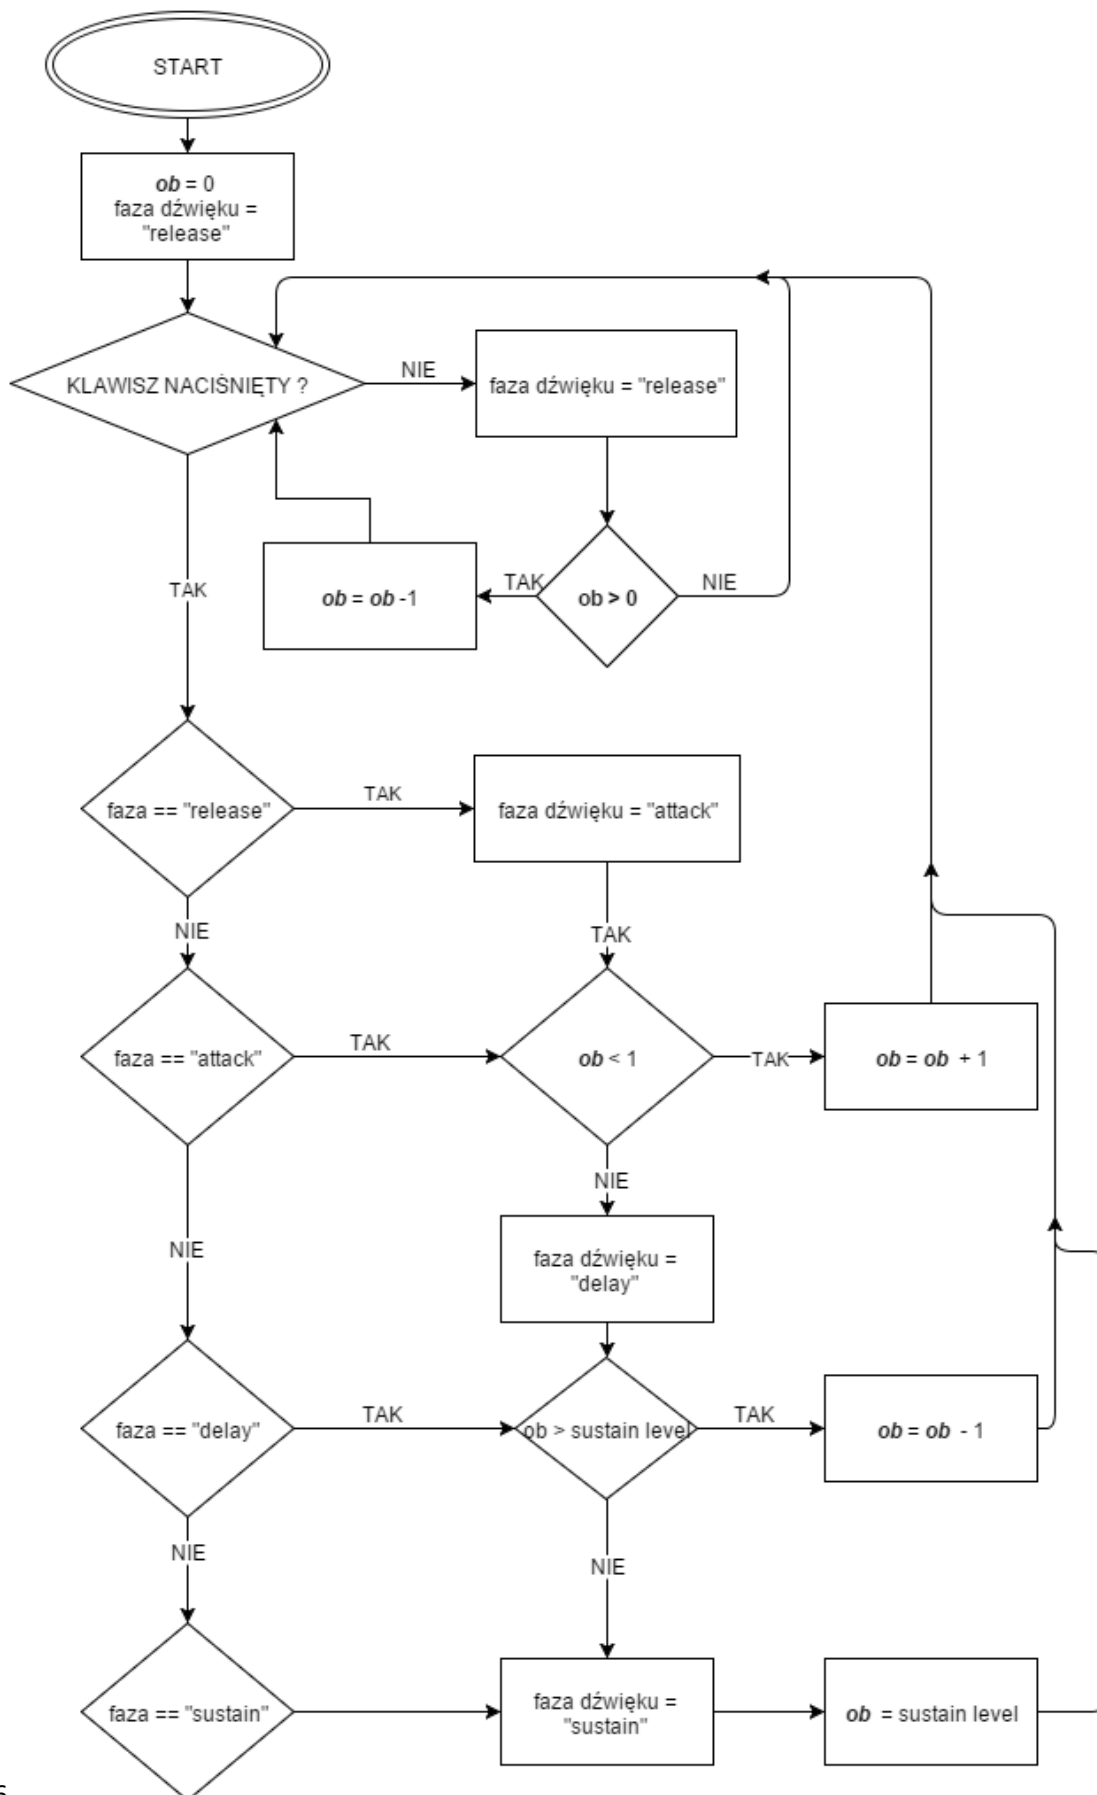 START
ob = 0
faza dźwięku =
"release"
KLAWISZ NACIŚNIĘTY ?
NIE
faza dźwięku = "release"
TAK
ob = ob -1
TAK
ob > 0
NIE
faza == "release"
TAK
faza dźwięku = "attack"
NIE
TAK
faza == "attack"
TAK
ob < 1
TAK
ob = ob + 1
NIE
NIE
faza dźwięku =
"delay"
faza == "delay"
TAK
ob > sustain level
TAK
ob = ob - 1
NIE
NIE
faza == "sustain"
faza dźwięku =
"sustain"
ob = sustain level